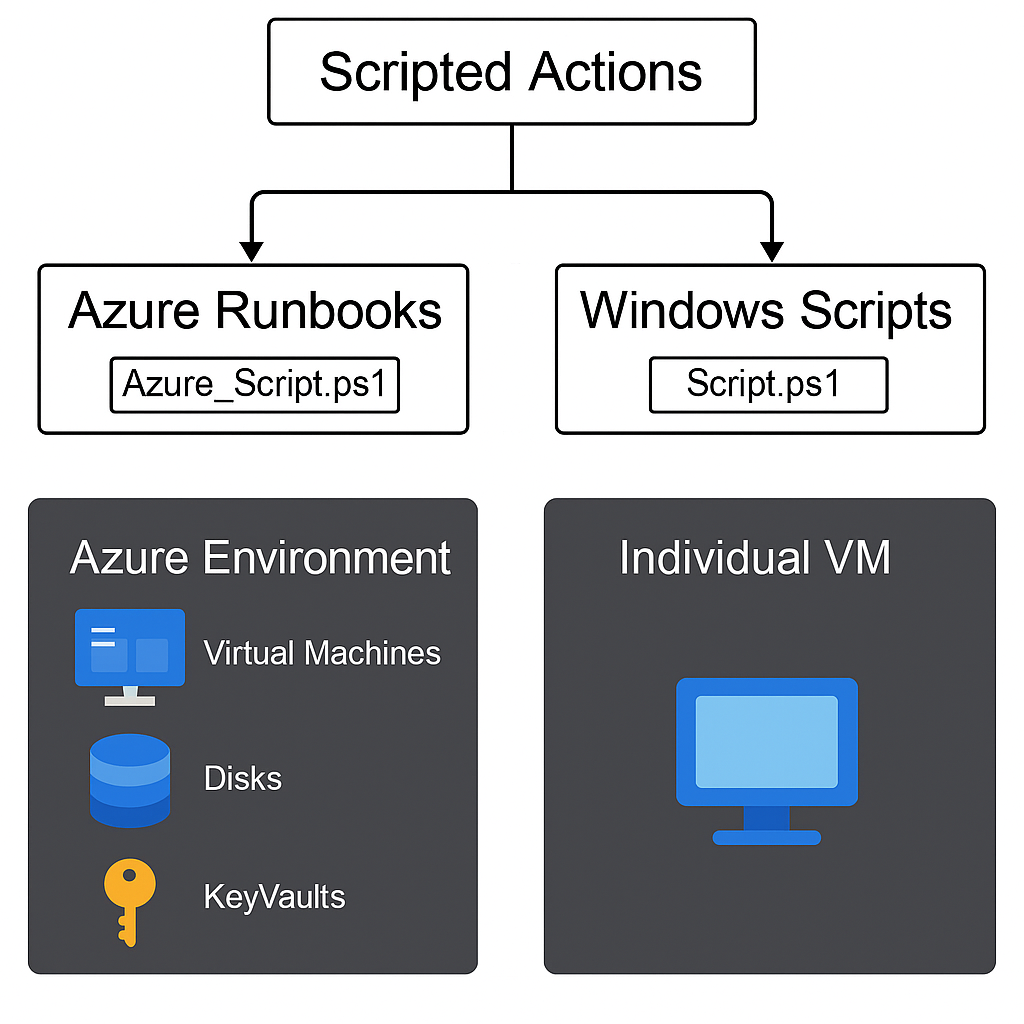 Scripted Actions
Azure Runbooks
Azure_Script.ps1
Windows Scripts
Script.ps1
Azure Environment
Virtual Machines
Disks
KeyVaults
Individual VM